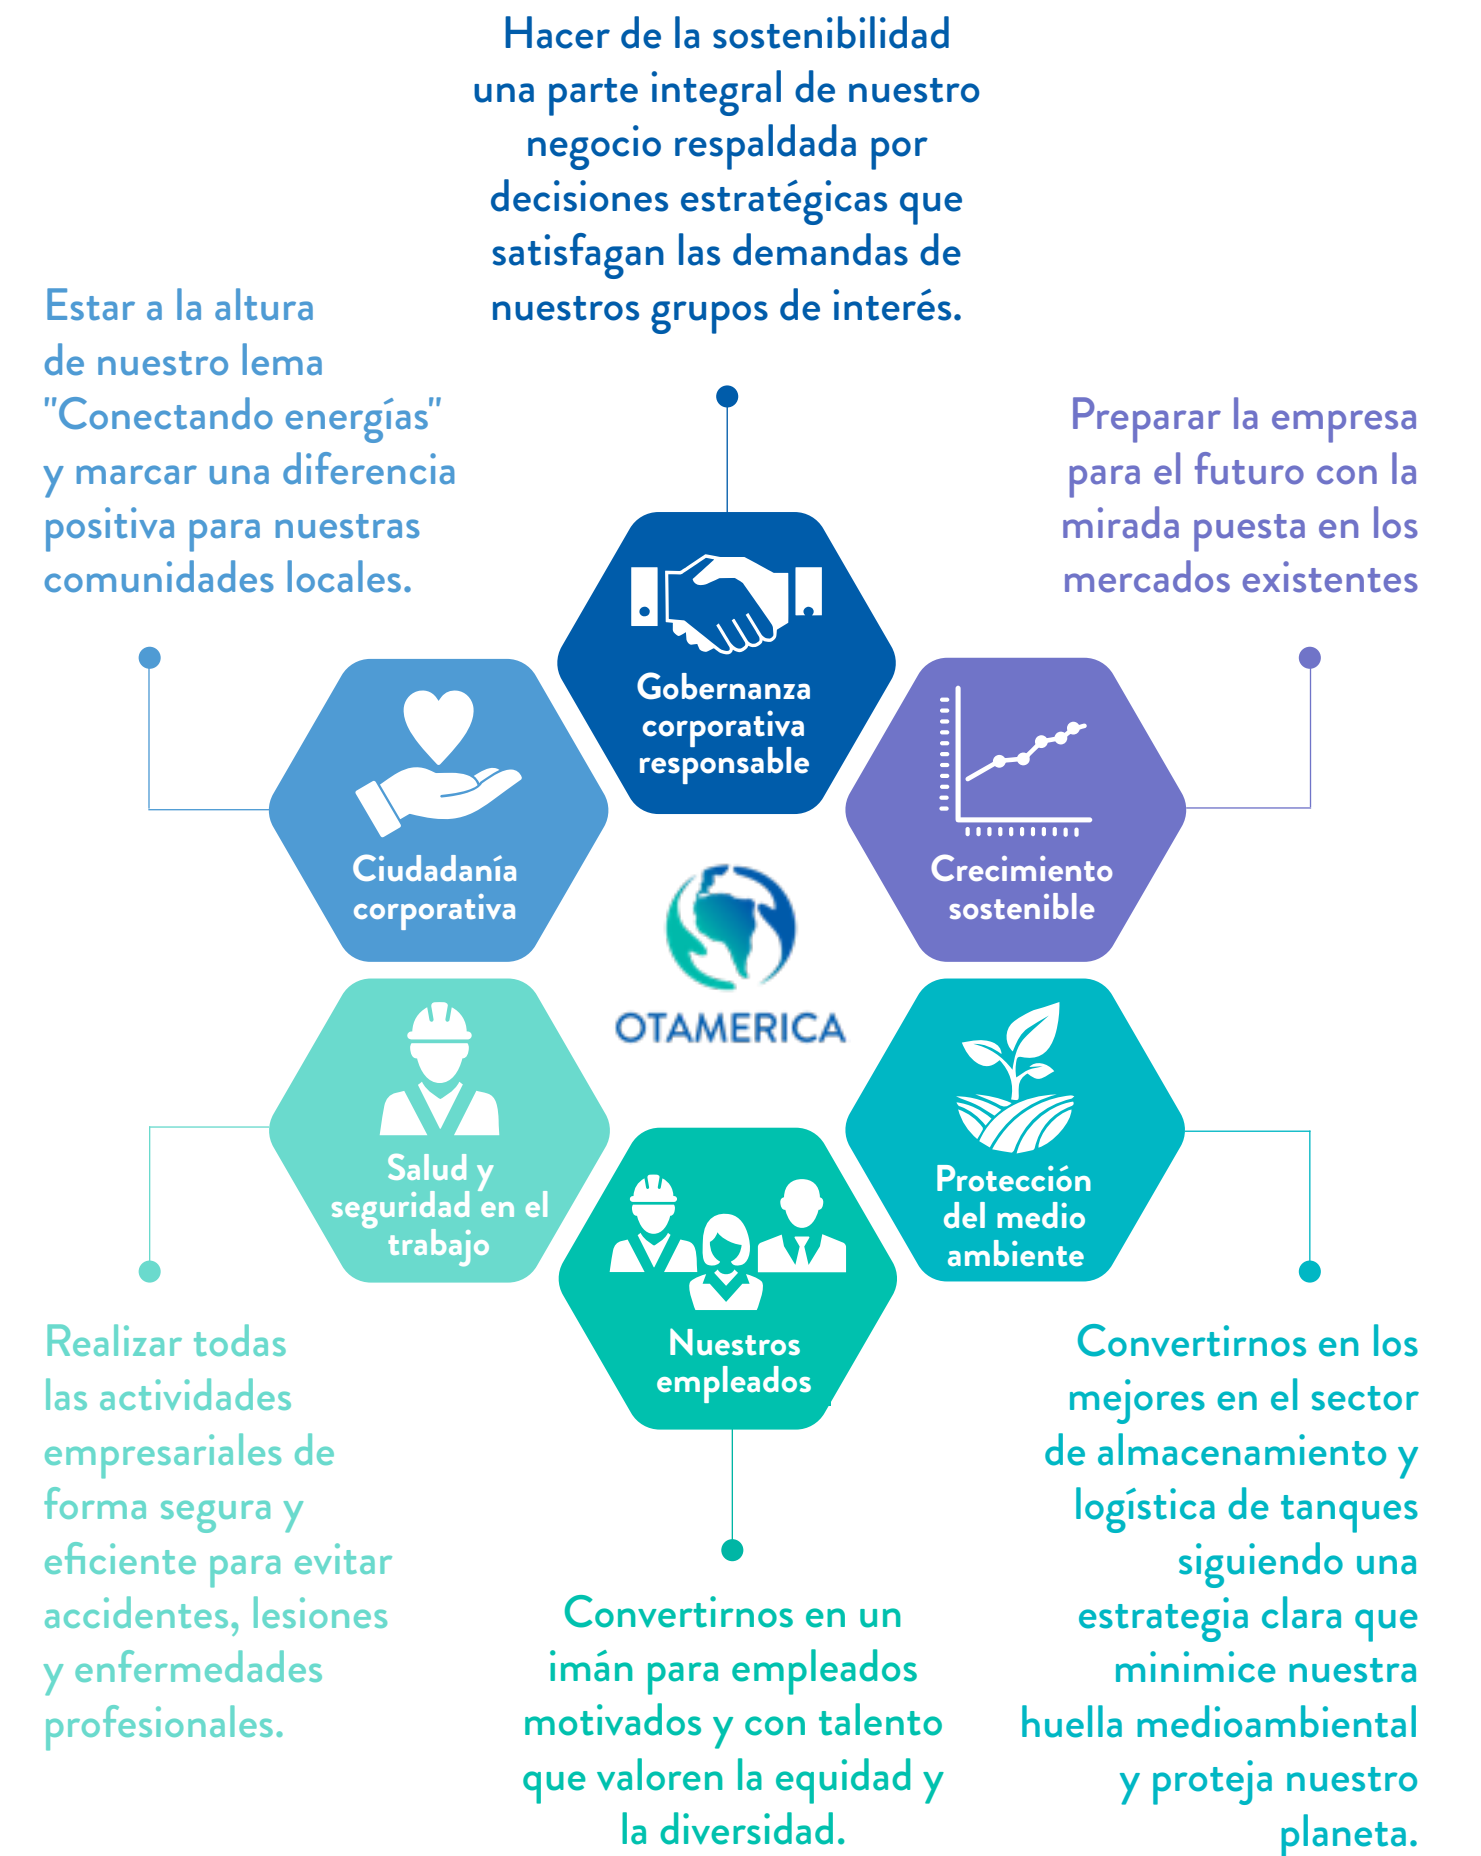 Hacer de la sostenibilidad
una parte integral de nuestro
negocio respaldada por
decisiones estratégicas que
satisfagan las demandas de
nuestros grupos de interés.
Estar a la altura
de nuestro lema
"Conectando energías"
y marcar una diferencia
positiva para nuestras
comunidades locales.
Preparar la empresa
para el futuro con la
mirada puesta en los
mercados existentes
Gobernanza
corporativa
responsable
Ciudadanía
corporativa
Crecimiento
sostenible
OTAMERICA
Salud y
seguridad en el
trabajo
Protección
del medio
ambiente
Nuestros
empleados
Realizar todas
las actividades
empresariales de
forma segura y
eficiente para evitar
accidentes, lesiones
y enfermedades
profesionales.
Convertirnos en un
imán para empleados
motivados y con talento
que valoren la equidad y
la diversidad.
Convertirnos en los
mejores en el sector
de almacenamiento y
logística de tanques
siguiendo una
estrategia clara que
minimice nuestra
huella medioambiental
y proteja nuestro
planeta.